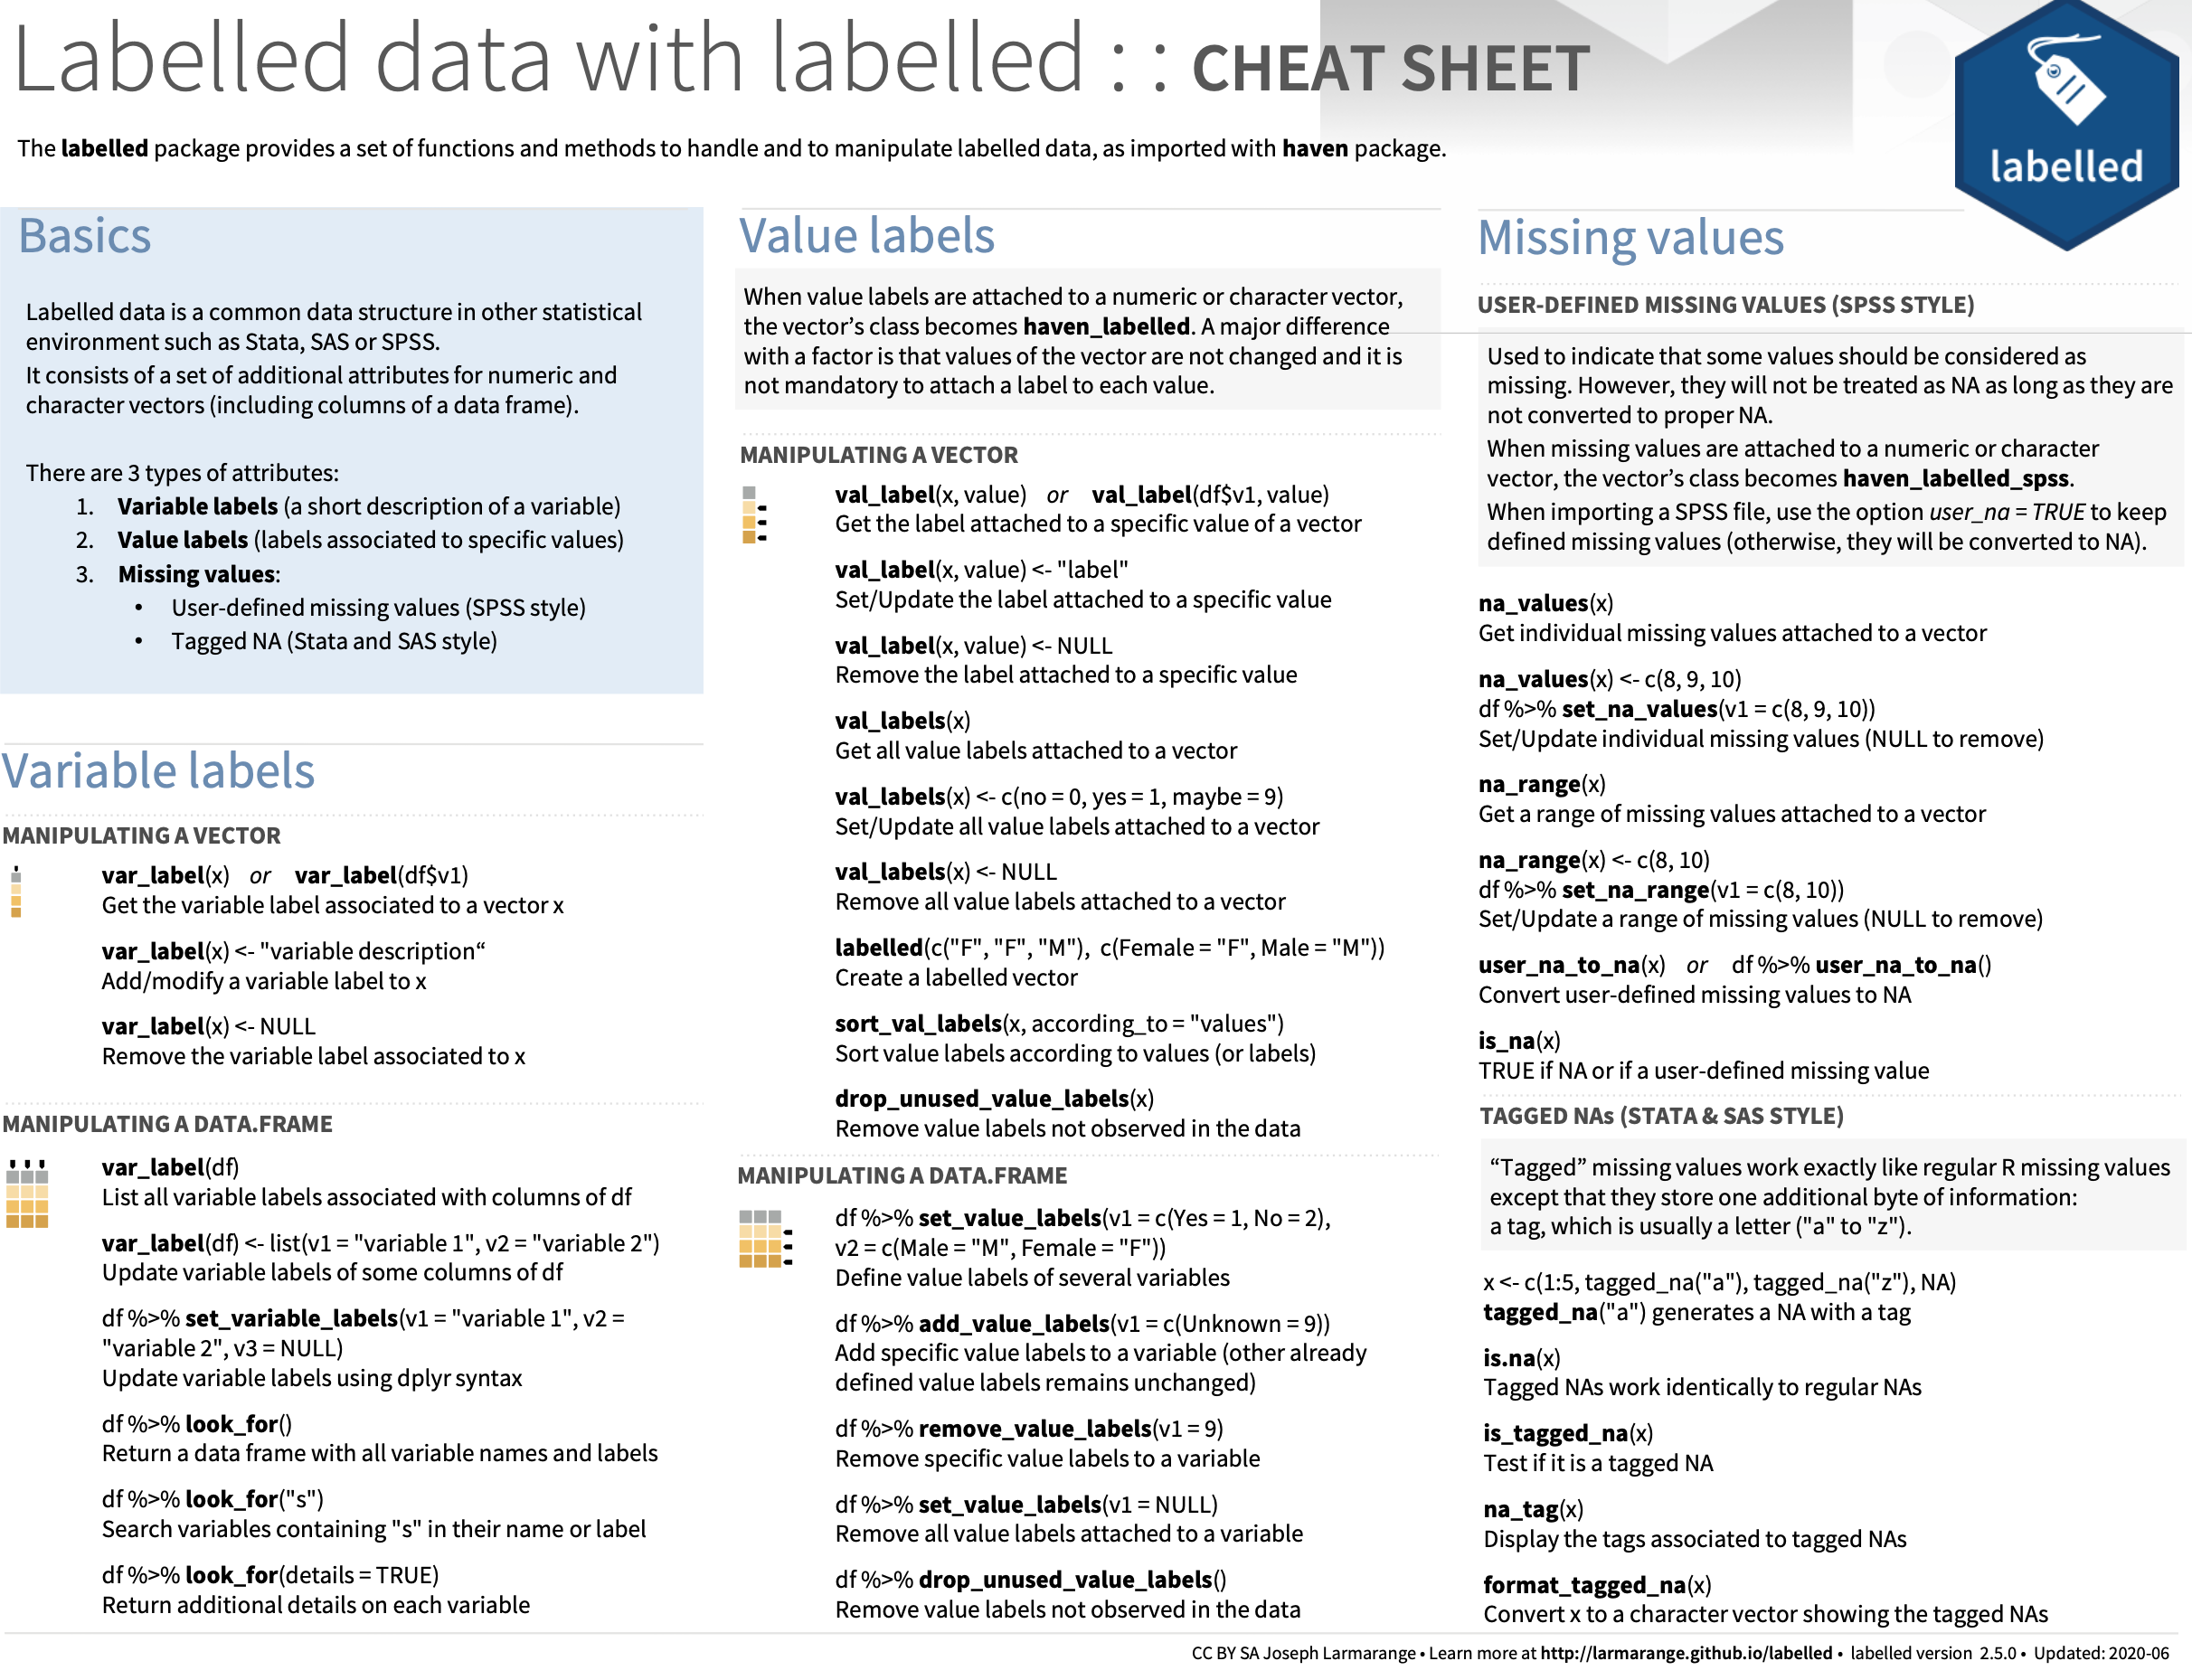 Labelled data with labelled : : CHEAT SHEET
The labelled package provides a set of functions and methods to handle and to manipulate labelled data, as imported with haven package.
labelled
Basics
Labelled data is a common data structure in other statistical
environment such as Stata, SAS or SPSS.
It consists of a set of additional attributes for numeric and
character vectors (including columns of a data frame).
There are 3 types of attributes:
1. Variable labels (a short description of a variable)
2. Value labels (labels associated to specific values)
3. Missing values:
• User-defined missing values (SPSS style)
• Tagged NA (Stata and SAS style)
Variable labels
MANIPULATING A VECTOR
var_label(x) or var_label(df$v1)
Get the variable label associated to a vector x
var_label(x) <- "variable description“
Add/modify a variable label to x
var_label(x) <- NULL
Remove the variable label associated to x
MANIPULATING A DATA.FRAME
var_label(df)
List all variable labels associated with columns of df
var_label(df) <- list(v1 = "variable 1", v2 = "variable 2")
Update variable labels of some columns of df
df %>% set_variable_labels(v1 = "variable 1", v2 =
"variable 2", v3 = NULL)
Update variable labels using dplyr syntax
df %>% look_for()
Return a data frame with all variable names and labels
df %>% look_for("s")
Search variables containing "s" in their name or label
df %>% look_for(details = TRUE)
Return additional details on each variable
Value labels
When value labels are attached to a numeric or character vector,
the vector’s class becomes haven_labelled. A major difference
with a factor is that values of the vector are not changed and it is
not mandatory to attach a label to each value.
MANIPULATING A VECTOR
val_label(x, value) or val_label(df$v1, value)
Get the label attached to a specific value of a vector
val_label(x, value) <- "label"
Set/Update the label attached to a specific value
val_label(x, value) <- NULL
Remove the label attached to a specific value
val_labels(x)
Get all value labels attached to a vector
val_labels(x) <- c(no = 0, yes = 1, maybe = 9)
Set/Update all value labels attached to a vector
val_labels(x) <- NULL
Remove all value labels attached to a vector
labelled(c("F", "F", "M"), c(Female = "F", Male = "M"))
Create a labelled vector
sort_val_labels(x, according_to = "values")
Sort value labels according to values (or labels)
drop_unused_value_labels(x)
Remove value labels not observed in the data
MANIPULATING A DATA.FRAME
df %>% set_value_labels(v1 = c(Yes = 1, No = 2),
v2 = c(Male = "M", Female = "F"))
Define value labels of several variables
df %>% add_value_labels(v1 = c(Unknown = 9))
Add specific value labels to a variable (other already
defined value labels remains unchanged)
df %>% remove_value_labels(v1 = 9)
Remove specific value labels to a variable
df %>% set_value_labels(v1 = NULL)
Remove all value labels attached to a variable
df %>% drop_unused_value_labels()
Remove value labels not observed in the data
Missing values
USER-DEFINED MISSING VALUES (SPSS STYLE)
Used to indicate that some values should be considered as
missing. However, they will not be treated as NA as long as they are
not converted to proper NA.
When missing values are attached to a numeric or character
vector, the vector’s class becomes haven_labelled_spss.
When importing a SPSS file, use the option user_na = TRUE to keep
defined missing values (otherwise, they will be converted to NA).
na_values(x)
Get individual missing values attached to a vector
na_values(x) <- c(8, 9, 10)
df %>% set_na_values(v1 = c(8, 9, 10))
Set/Update individual missing values (NULL to remove)
na_range(x)
Get a range of missing values attached to a vector
na_range(x) <- c(8, 10)
df %>% set_na_range(v1 = c(8, 10))
Set/Update a range of missing values (NULL to remove)
user_na_to_na(x) or df %>% user_na_to_na()
Convert user-defined missing values to NA
is_na(x)
TRUE if NA or if a user-defined missing value
TAGGED NAs (STATA & SAS STYLE)
“Tagged” missing values work exactly like regular R missing values
except that they store one additional byte of information:
a tag, which is usually a letter ("a" to "z").
x <- c(1:5, tagged_na("a"), tagged_na("z"), NA)
tagged_na("a") generates a NA with a tag
is.na(x)
Tagged NAs work identically to regular NAs
is_tagged_na(x)
Test if it is a tagged NA
na_tag(x)
Display the tags associated to tagged NAs
format_tagged_na(x)
Convert x to a character vector showing the tagged NAs
CC BY SA Joseph Larmarange • Learn more at http://larmarange.github.io/labelled • labelled version 2.5.0 • Updated: 2020-06